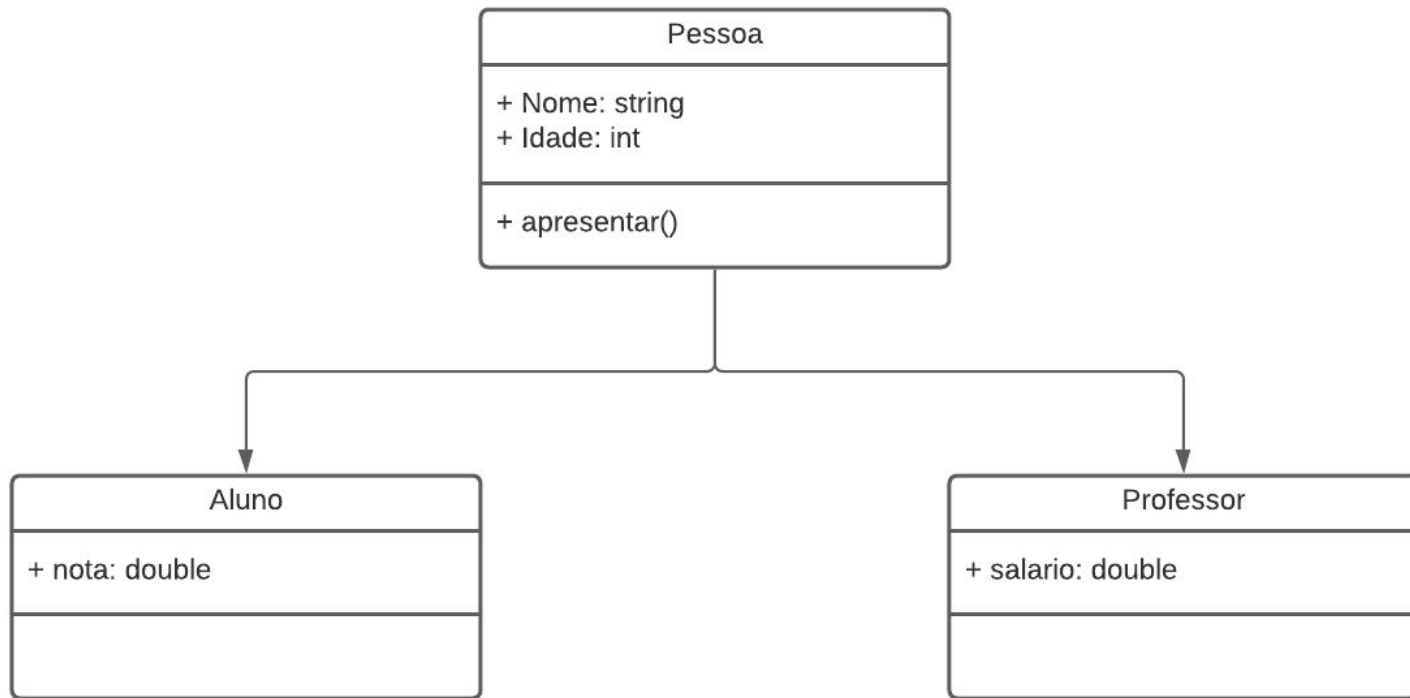 Pessoa
+ Nome: string
+ Idade: int
+ apresentar()
Aluno
+ nota: double
Professor
+ salario: double